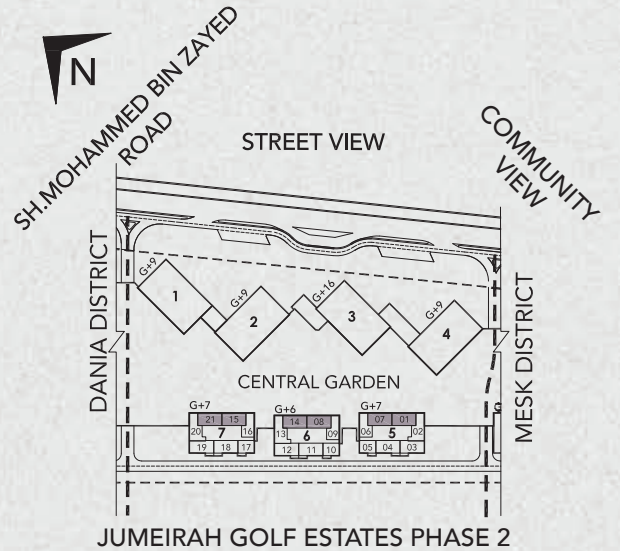 N
SH.MOHAMMED BIN ZAYED
ROAD
STREET VIEW
COMMUNITY
VIEW
DANIA DISTRICT
MESK DISTRICT
G+9
1
G+9
2
G+16
3
G+9
4
CENTRAL GARDEN
G+7
21 15
20 7 16
19 18 17
G+6
14 08
13 6 09
12 11 10
G+7
07 01
06 5 02
05 04 03
JUMEIRAH GOLF ESTATES PHASE 2